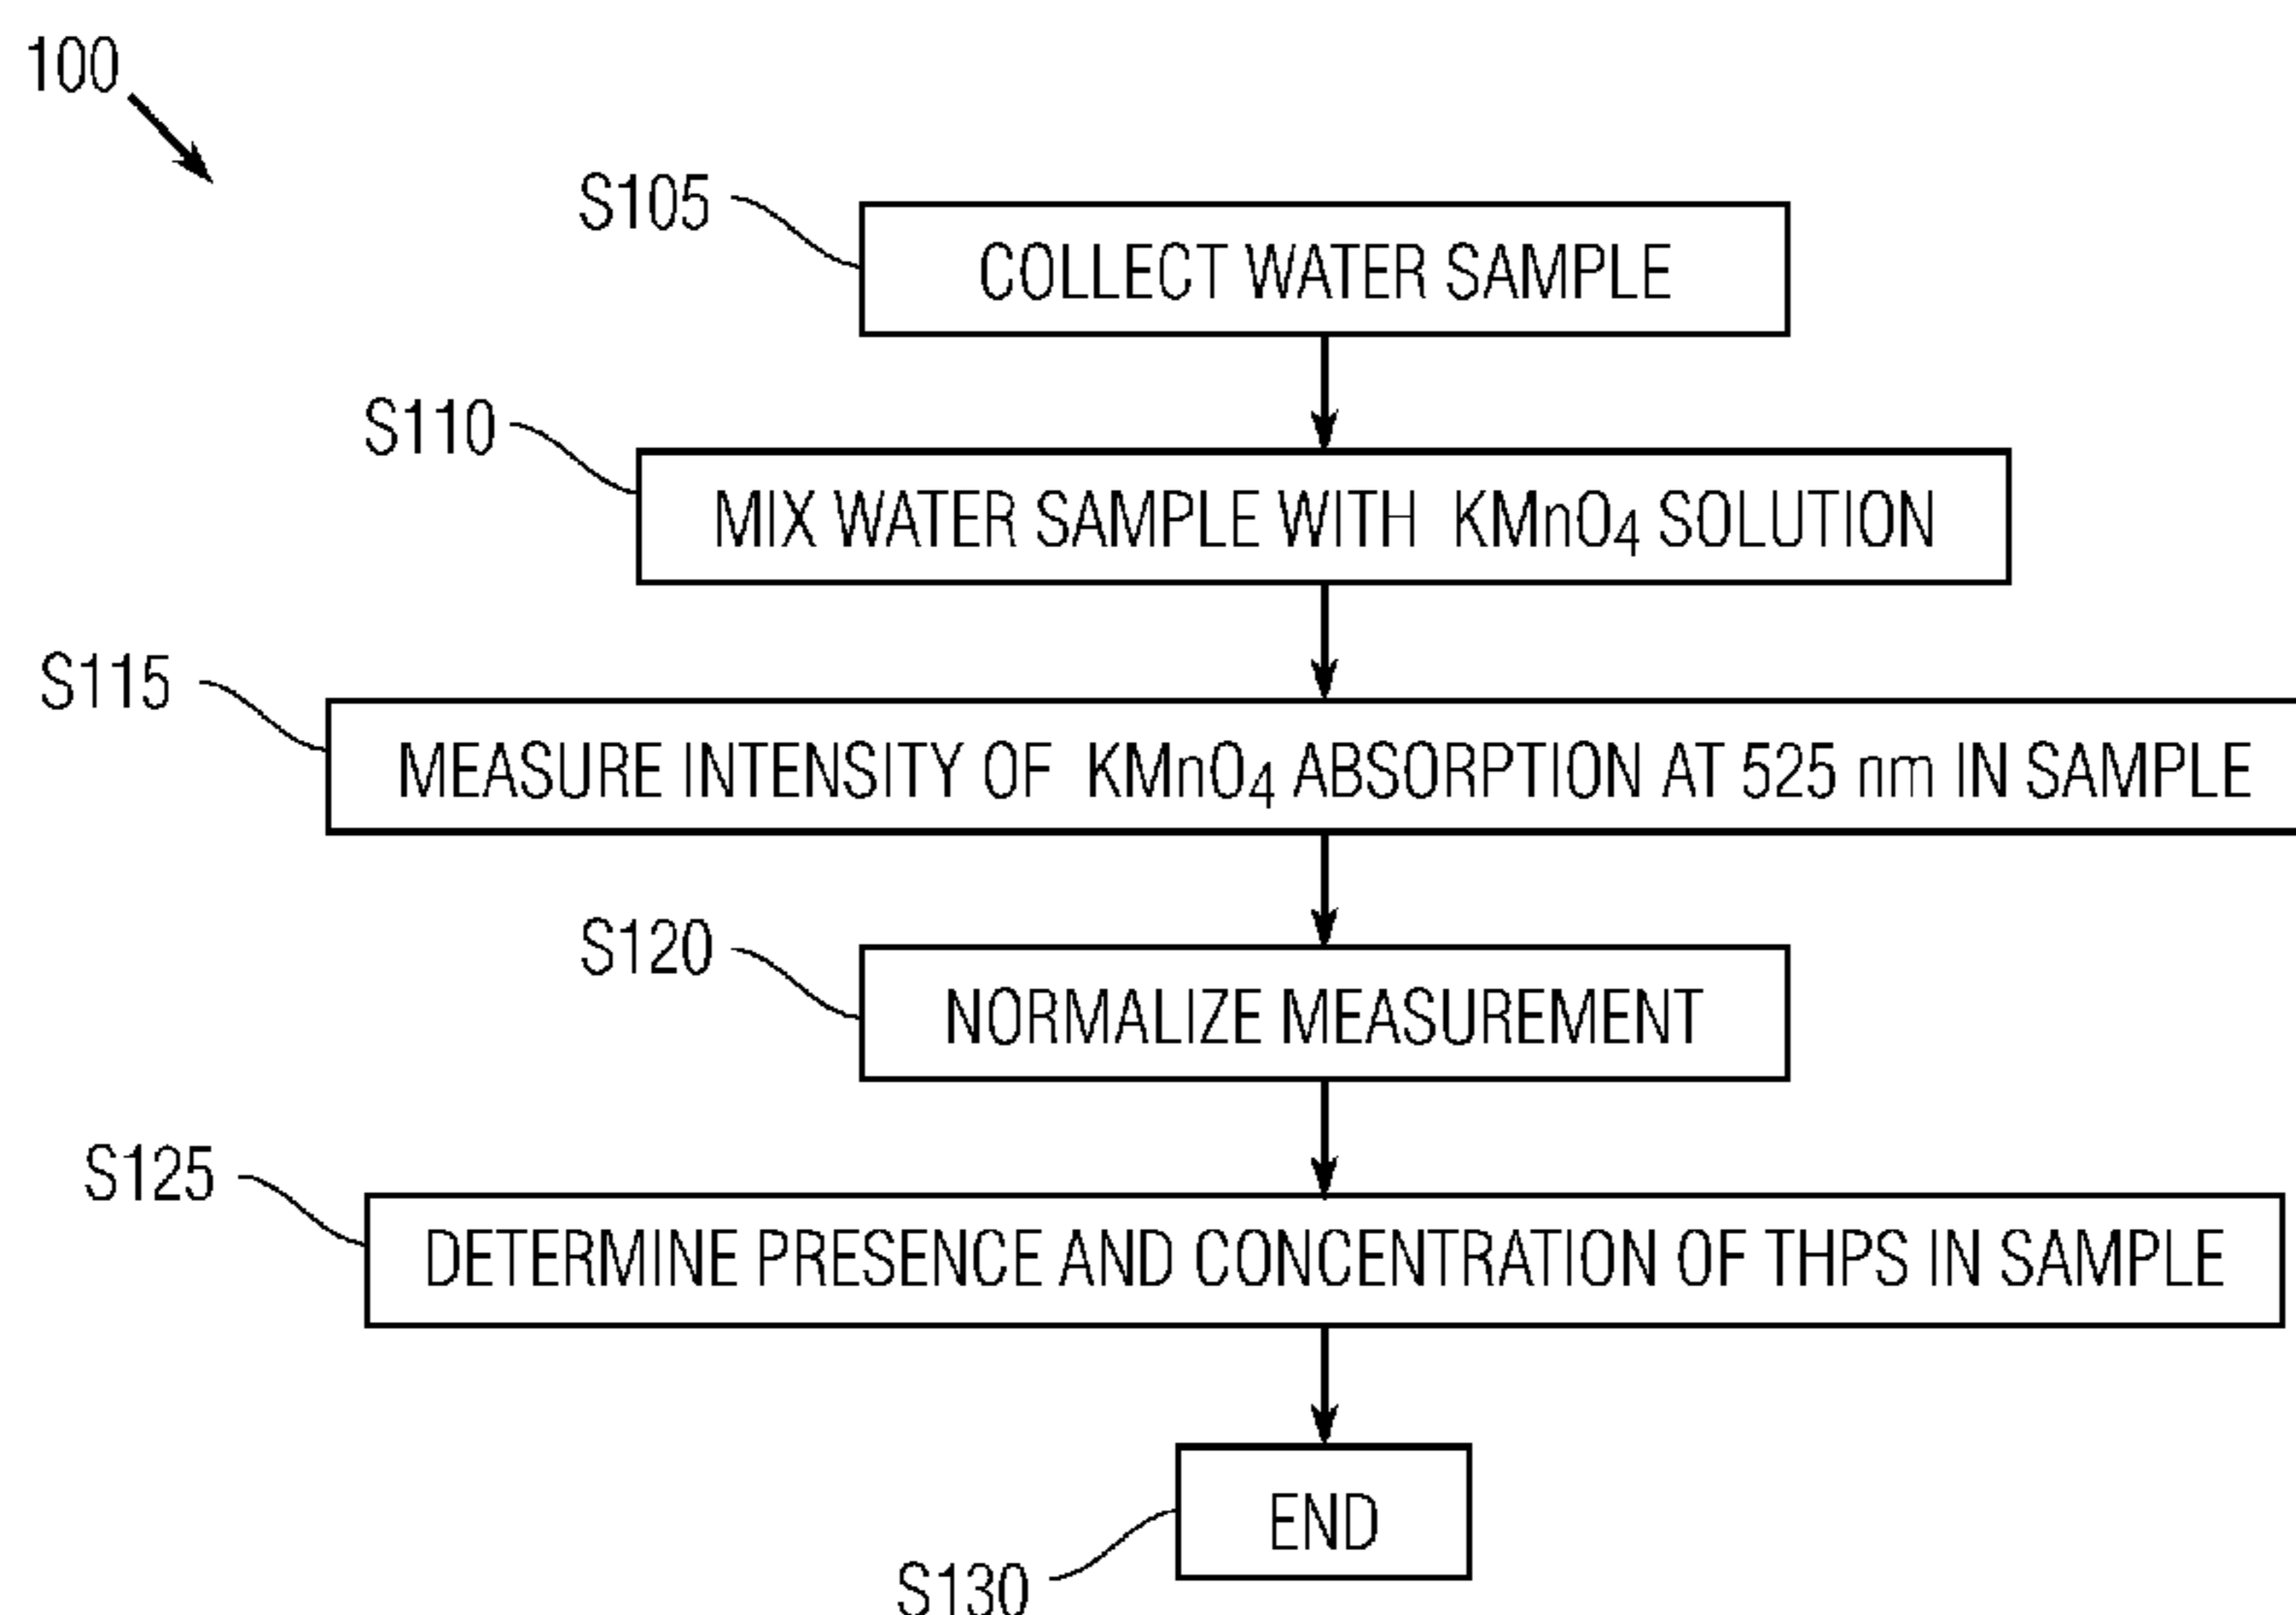 100
S105
COLLECT WATER SAMPLE
S110
MIX WATER SAMPLE WITH KMnO₄ SOLUTION
S115
MEASURE INTENSITY OF KMnO₄ ABSORPTION AT 525 nm IN SAMPLE
S120
NORMALIZE MEASUREMENT
S125
DETERMINE PRESENCE AND CONCENTRATION OF THPS IN SAMPLE
END
S130